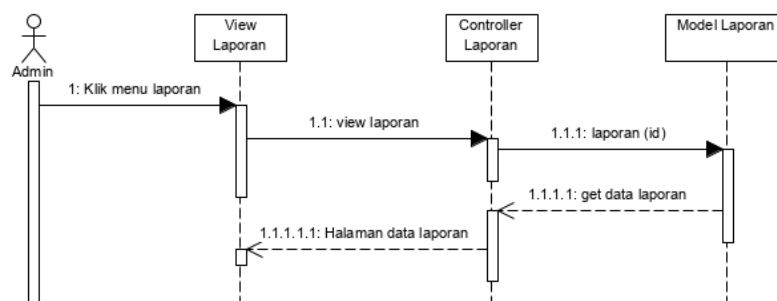 View
Laporan
Controller
Laporan
Model Laporan
Admin
1: Klik menu laporan
1.1: view laporan
1.1.1: laporan (id)
1.1.1.1: get data laporan
1.1.1.1.1: Halaman data laporan